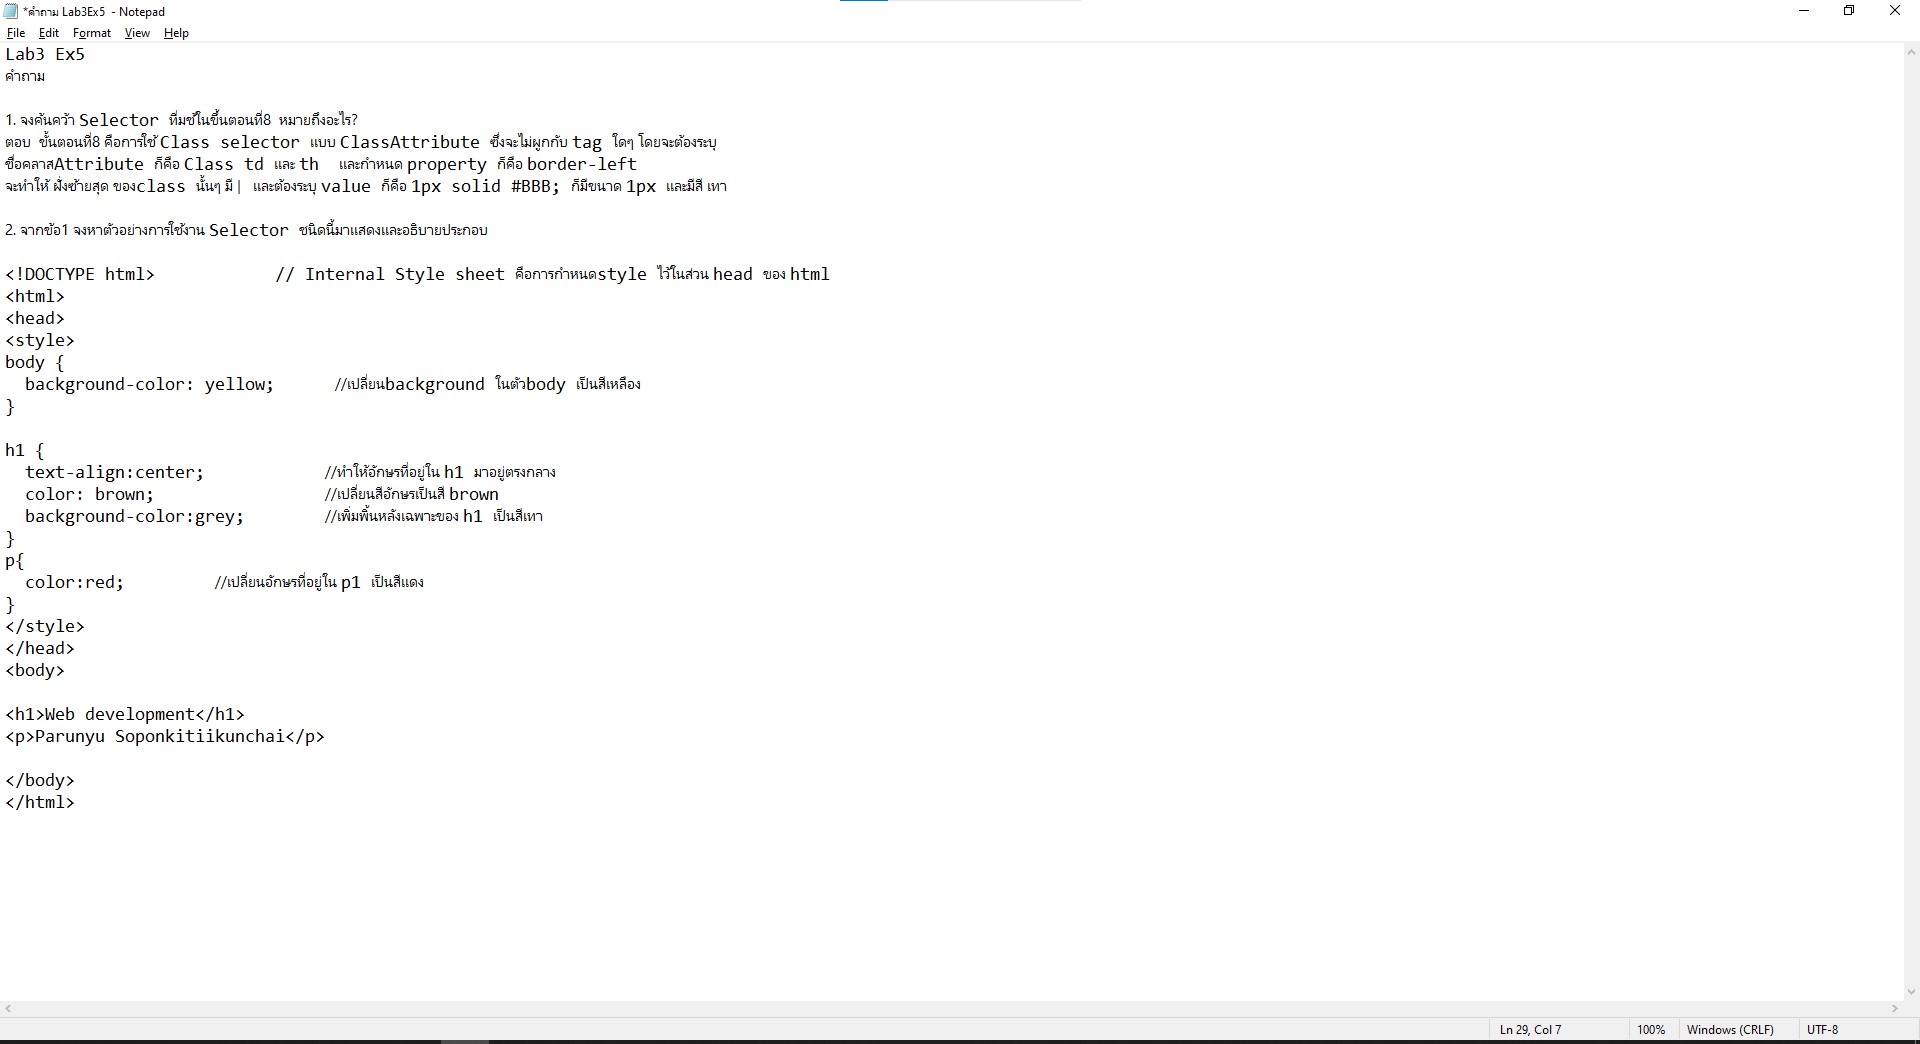 *คำถาม Lab3Ex5 - Notepad
File Edit Format View Help
Lab3 Ex5
คำถาม
1. จงค้นคว้า Selector ที่มช้ในขึ้นตอนที่8 หมายถึงอะไร?
ตอบ ขั้นตอนที่8 คือการใช้ Class selector แบบ ClassAttribute ซึ่งจะไม่ผูกกับ tag ใดๆ โดยจะต้องระบุ
ชื่อคลาสAttribute ก็คือ Class td และ th และกำหนด property ก็คือ border-left
จะทำให้ ฝั่งซ้ายสุด ของclass นั้นๆ มี | และต้องระบุ value ก็คือ 1px solid #BBB; ก็มีขนาด 1px และมีสี เทา
2. จากข้อ1 จงหาตัวอย่างการใช้งาน Selector ชนิดนี้มาแสดงและอธิบายประกอบ
<!DOCTYPE html> // Internal Style sheet คือการกำหนดstyle ไว้ในส่วน head ของ html
<html>
<head>
<style>
body {
background-color: yellow; //เปลี่ยนbackground ในตัวbody เป็นสีเหลือง
}
h1 {
text-align:center; //ทำให้อักษรที่อยู่ใน h1 มาอยู่ตรงกลาง
color: brown; //เปลี่ยนสีอักษรเป็นสี brown
background-color:grey; //เพิ่มพื้นหลังเฉพาะของ h1 เป็นสีเทา
}
p{
color:red; //เปลี่ยนอักษรที่อยู่ใน p1 เป็นสีแดง
}
</style>
</head>
<body>
<h1>Web development</h1>
<p>Parunyu Soponkitiikunchai</p>
</body>
</html>
Ln 29, Col 7 100% Windows (CRLF) UTF-8